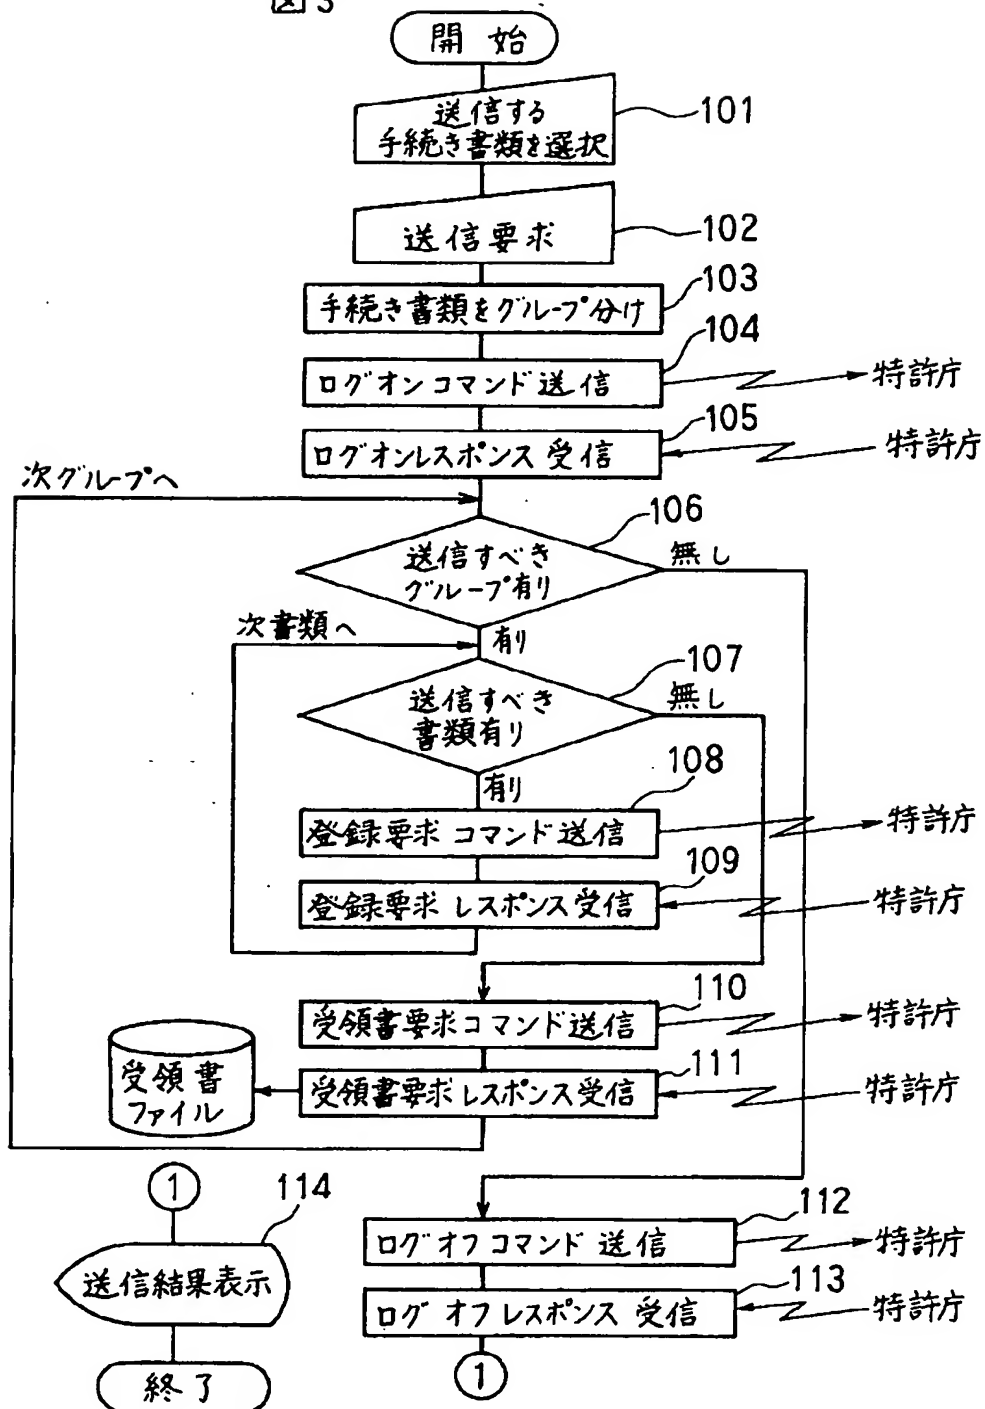 図3
開始
送信する
手続き書類を選択
101
送信要求
102
手続き書類をグループ分け
103
ログオンコマンド送信
104
特許庁
ログオンレスポンス受信
105
特許庁
次グループへ
送信すべき
グループ有り
106
無し
有り
次書類へ
送信すべき
書類有り
107
無し
有り
登録要求コマンド送信
108
特許庁
登録要求レスポンス受信
109
特許庁
受領書要求コマンド送信
110
特許庁
受領書要求レスポンス受信
111
特許庁
受領書
ファイル
ログオフコマンド送信
112
特許庁
ログオフレスポンス受信
113
特許庁
1
1
送信結果表示
114
終了